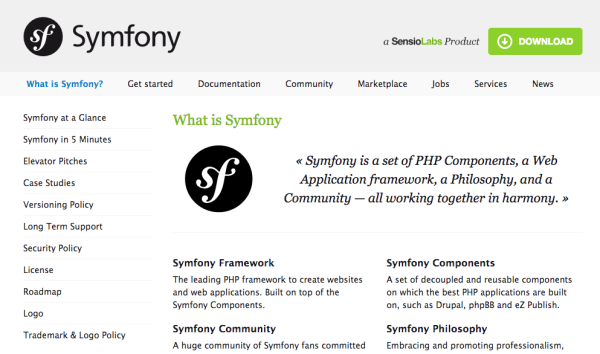 sf Symfony
a SensioLabs Product
DOWNLOAD
What is Symfony?
Get started
Documentation
Community
Marketplace
Jobs
Services
News
Symfony at a Glance
Symfony in 5 Minutes
Elevator Pitches
Case Studies
Versioning Policy
Long Term Support
Security Policy
License
Roadmap
Logo
Trademark & Logo Policy
What is Symfony
sf
« Symfony is a set of PHP Components, a Web
Application framework, a Philosophy, and a
Community — all working together in harmony. »
Symfony Framework
The leading PHP framework to create websites
and web applications. Built on top of the
Symfony Components.
Symfony Components
A set of decoupled and reusable components
on which the best PHP applications are built
on, such as Drupal, phpBB and eZ Publish.
Symfony Community
A huge community of Symfony fans committed
Symfony Philosophy
Embracing and promoting professionalism,